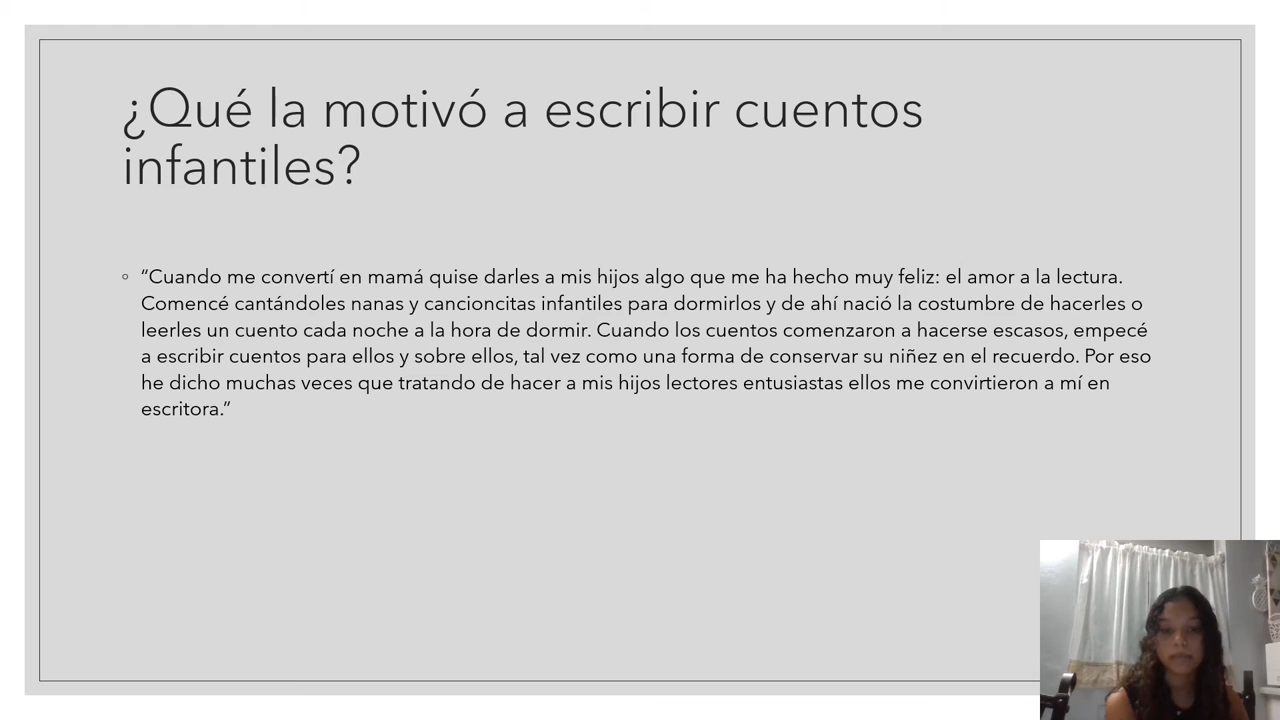 ¿Qué la motivó a escribir cuentos
infantiles?
“Cuando me convertí en mamá quise darles a mis hijos algo que me ha hecho muy feliz: el amor a la lectura.
Comencé cantándoles nanas y cancioncitas infantiles para dormirlos y de ahí nació la costumbre de hacerles o
leerles un cuento cada noche a la hora de dormir. Cuando los cuentos comenzaron a hacerse escasos, empecé
a escribir cuentos para ellos y sobre ellos, tal vez como una forma de conservar su niñez en el recuerdo. Por eso
he dicho muchas veces que tratando de hacer a mis hijos lectores entusiastas ellos me convirtieron a mí en
escritora.”